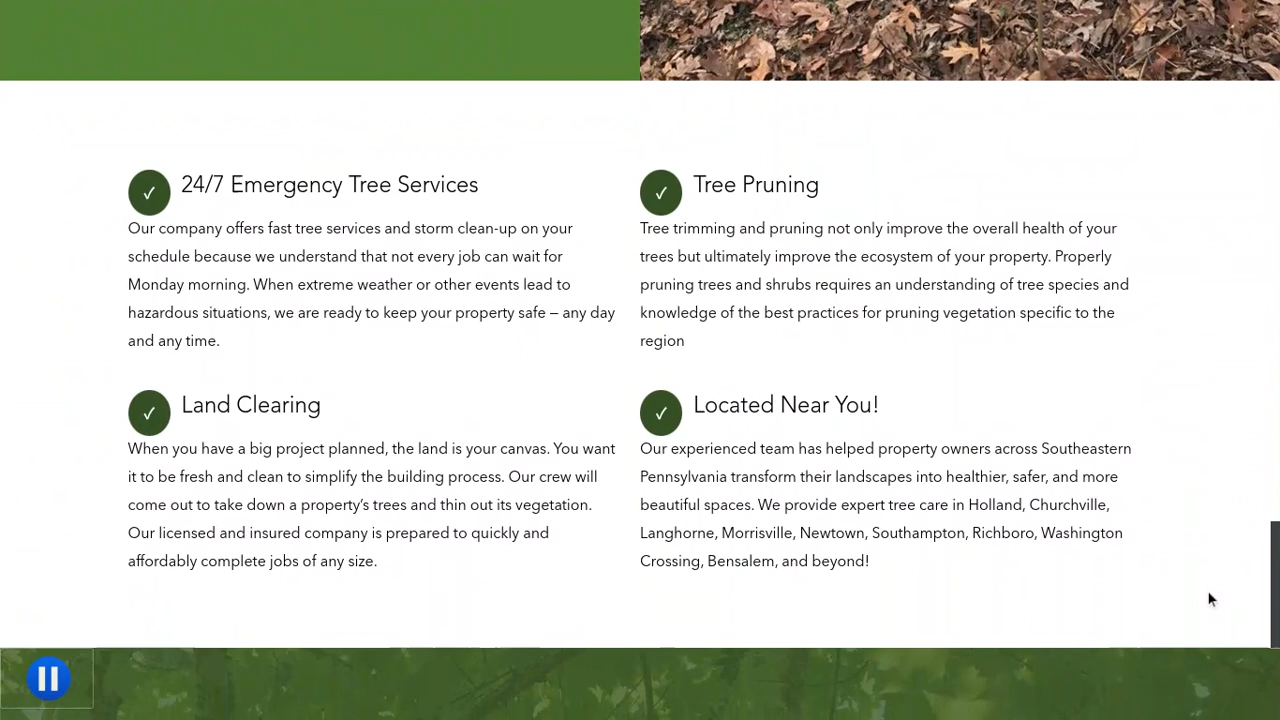 24/7 Emergency Tree Services
Our company offers fast tree services and storm clean-up on your
schedule because we understand that not every job can wait for
Monday morning. When extreme weather or other events lead to
hazardous situations, we are ready to keep your property safe – any day
and any time.
Tree Pruning
Tree trimming and pruning not only improve the overall health of your
trees but ultimately improve the ecosystem of your property. Properly
pruning trees and shrubs requires an understanding of tree species and
knowledge of the best practices for pruning vegetation specific to the
region
Land Clearing
When you have a big project planned, the land is your canvas. You want
it to be fresh and clean to simplify the building process. Our crew will
come out to take down a property’s trees and thin out its vegetation.
Our licensed and insured company is prepared to quickly and
affordably complete jobs of any size.
Located Near You!
Our experienced team has helped property owners across Southeastern
Pennsylvania transform their landscapes into healthier, safer, and more
beautiful spaces. We provide expert tree care in Holland, Churchville,
Langhorne, Morrisville, Newtown, Southampton, Richboro, Washington
Crossing, Bensalem, and beyond!